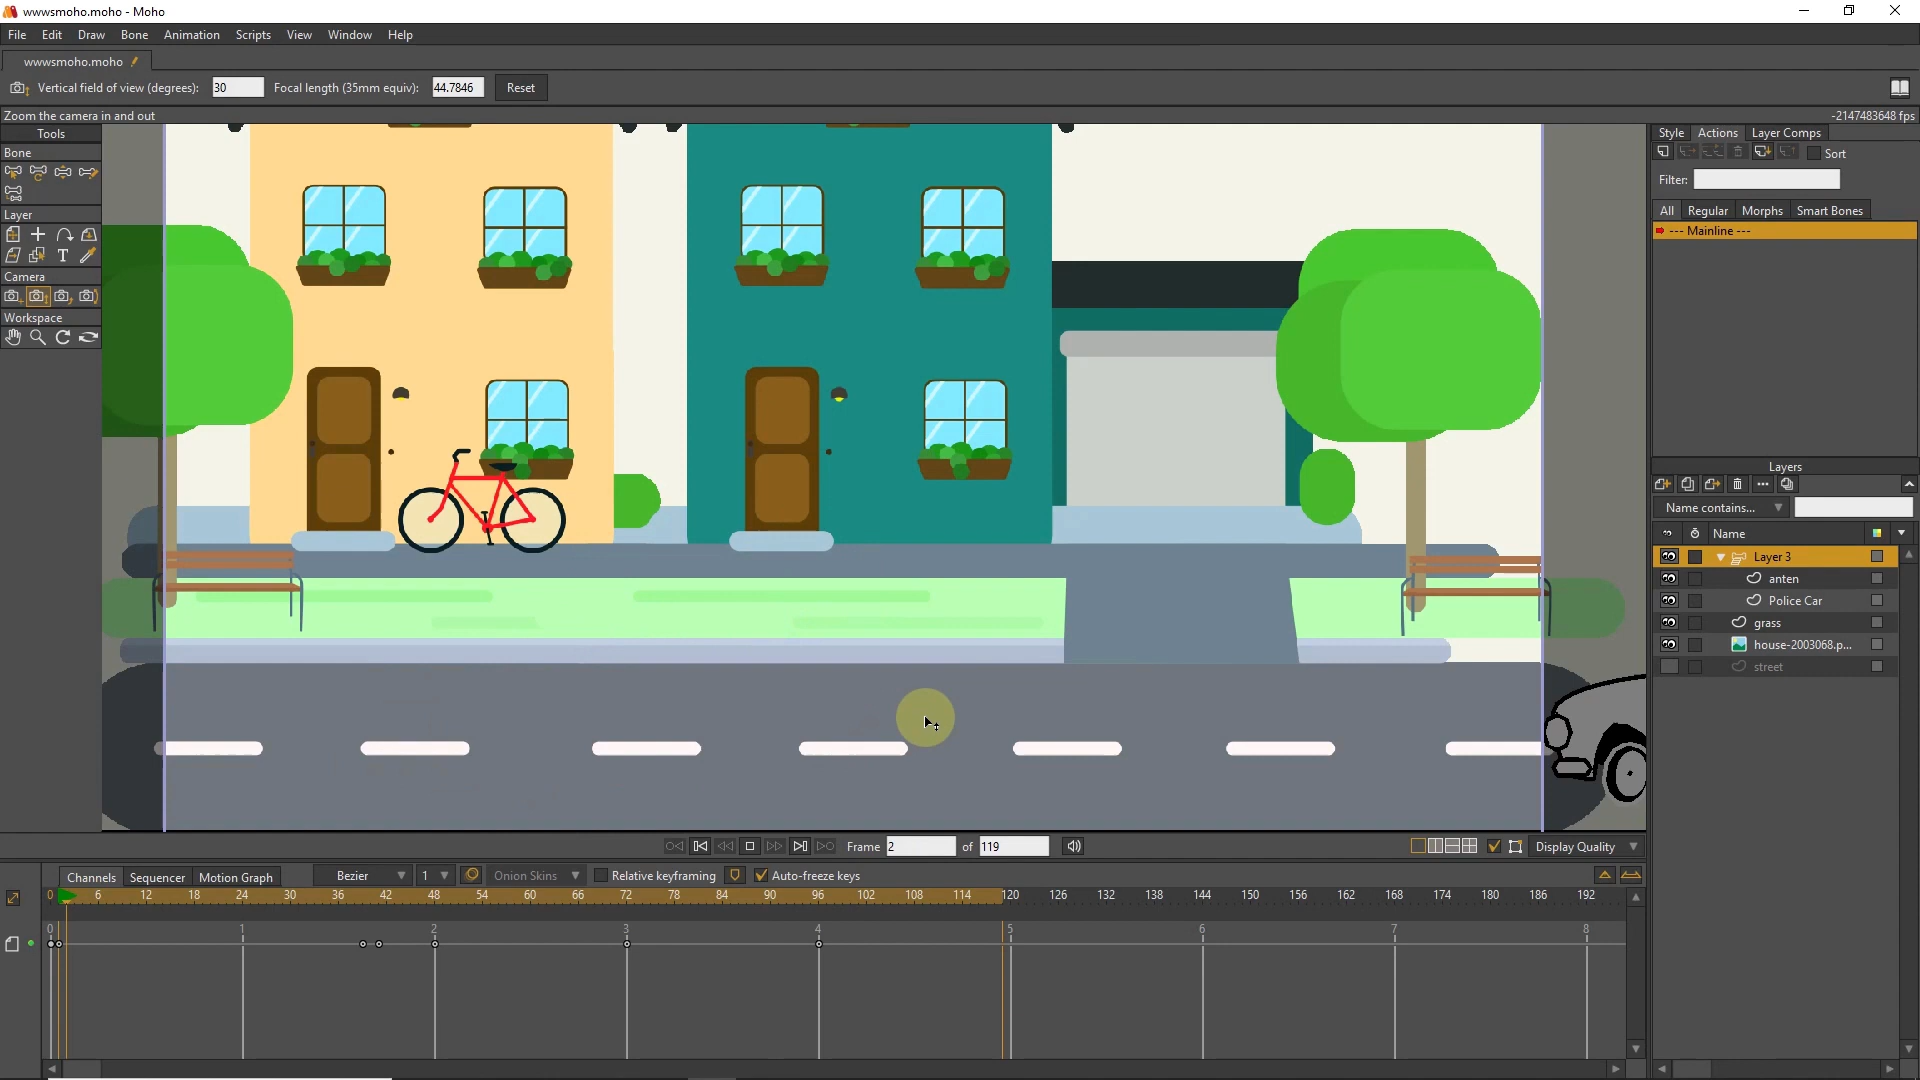 wwwsmoho.moho - Moho
File Edit Draw Bone Animation Scripts View Window Help
wwwsmoho.moho
Vertical field of view (degrees): 30 Focal length (35mm equiv): 44.7846 Reset
Zoom the camera in and out -2147483648 fps
Tools
Bone
Layer
Camera
Workspace
Style Actions Layer Comps
Sort
Filter:
All Regular Morphs Smart Bones
--- Mainline ---
Layers
Name contains...
Name
Layer 3
anten
Police Car
grass
house-2003068.p...
street
Frame 2 of 119 Display Quality
Channels Sequencer Motion Graph Bezier 1 Onion Skins Relative keyframing Auto-freeze keys
0 6 12 18 24 30 36 42 48 54 60 66 72 78 84 90 96 102 108 114 120 126 132 138 144 150 156 162 168 174 180 186 192
0 1 2 3 4 5 6 7 8